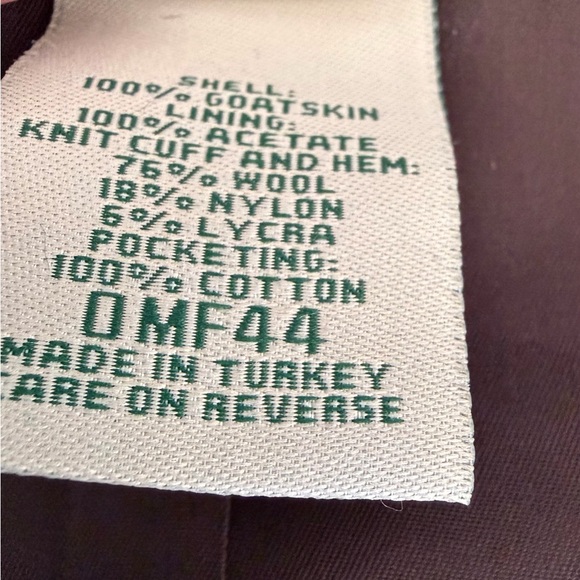 SHELL:
100% GOATSKIN
LINING:
100% ACETATE
KNIT CUFF AND HEM:
76% WOOL
18% NYLON
6% LYCRA
POCKETING:
100% COTTON
0MF44
MADE IN TURKEY
CARE ON REVERSE